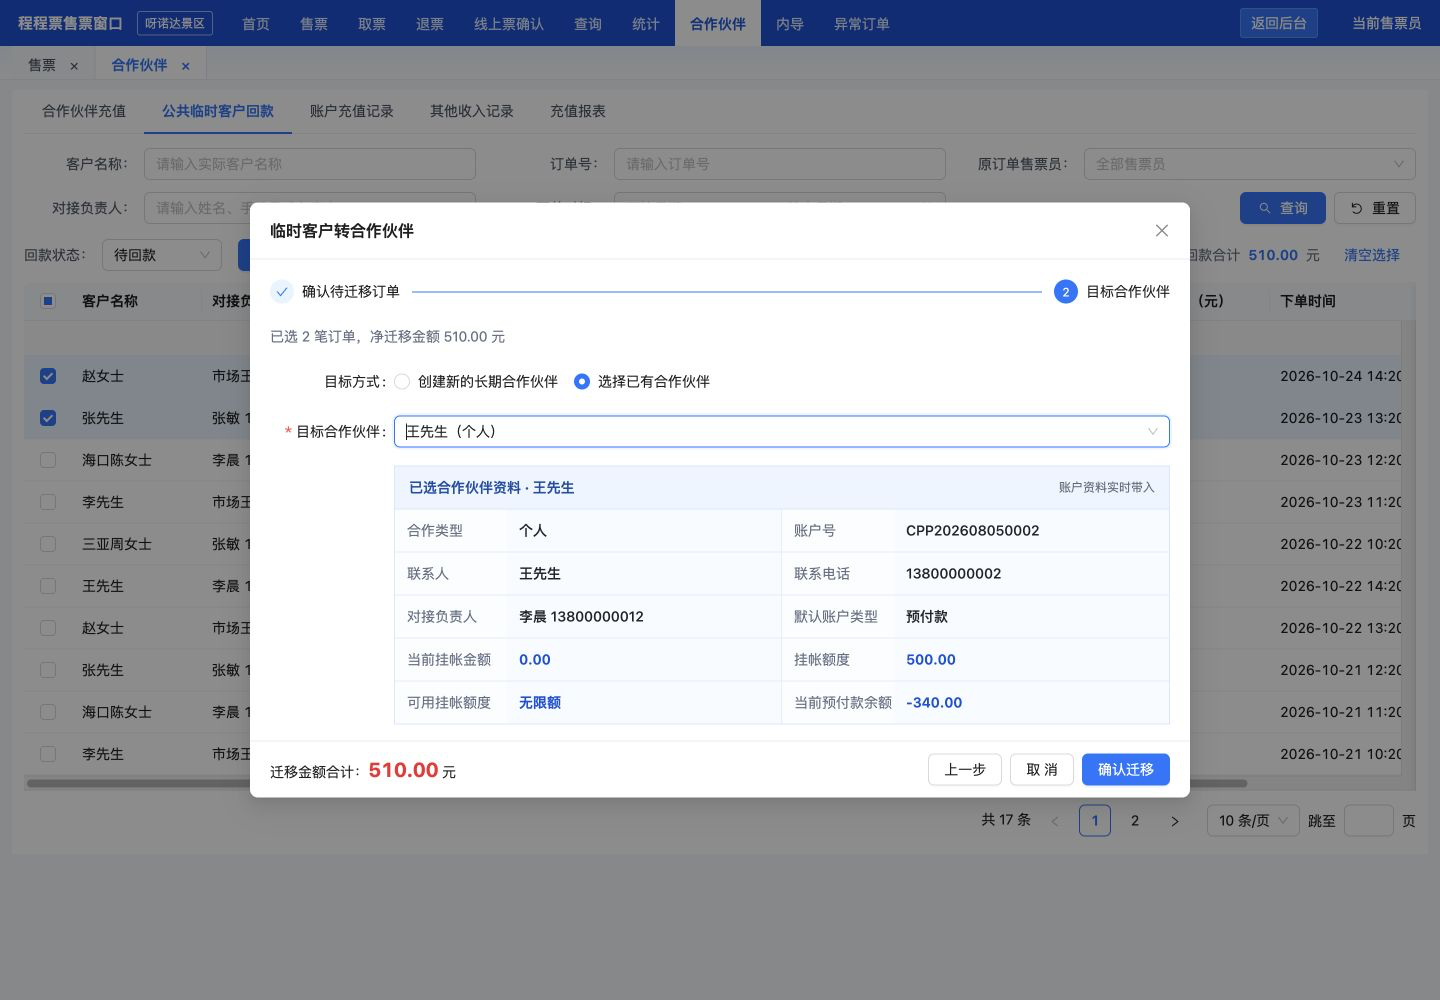 程程票售票窗口 呀诺达景区 首页 售票 取票 退票 线上票确认 查询 统计 合作伙伴 内导 异常订单 返回后台 当前售票员
售票 × 合作伙伴 ×
合作伙伴充值 公共临时客户回款 账户充值记录 其他收入记录 充值报表
客户名称: 请输入实际客户名称 订单号: 请输入订单号 原订单售票员: 全部售票员
对接负责人: 请输入姓名、手 查询 重置
回款状态: 待回款 回款合计 510.00 元 清空选择
客户名称 对接负 (元) 下单时间
赵女士 市场王 2026-10-24 14:20
张先生 张敏 1 2026-10-23 13:20
海口陈女士 李晨 1 2026-10-23 12:20
李先生 市场王 2026-10-23 11:20
三亚周女士 张敏 1 2026-10-22 10:20
王先生 李晨 1 2026-10-22 14:20
赵女士 市场王 2026-10-22 13:20
张先生 张敏 1 2026-10-21 12:20
海口陈女士 李晨 1 2026-10-21 11:20
李先生 市场王 2026-10-21 10:20
共 17 条 < 1 2 > 10 条/页 跳至 页
临时客户转合作伙伴
确认待迁移订单 2 目标合作伙伴
已选 2 笔订单，净迁移金额 510.00 元
目标方式: 创建新的长期合作伙伴 选择已有合作伙伴
* 目标合作伙伴: 王先生（个人）
已选合作伙伴资料 · 王先生 账户资料实时带入
合作类型 个人 账户号 CPP202608050002
联系人 王先生 联系电话 13800000002
对接负责人 李晨 13800000012 默认账户类型 预付款
当前挂帐金额 0.00 挂帐额度 500.00
可用挂帐额度 无限额 当前预付款余额 -340.00
迁移金额合计: 510.00 元 上一步 取 消 确认迁移